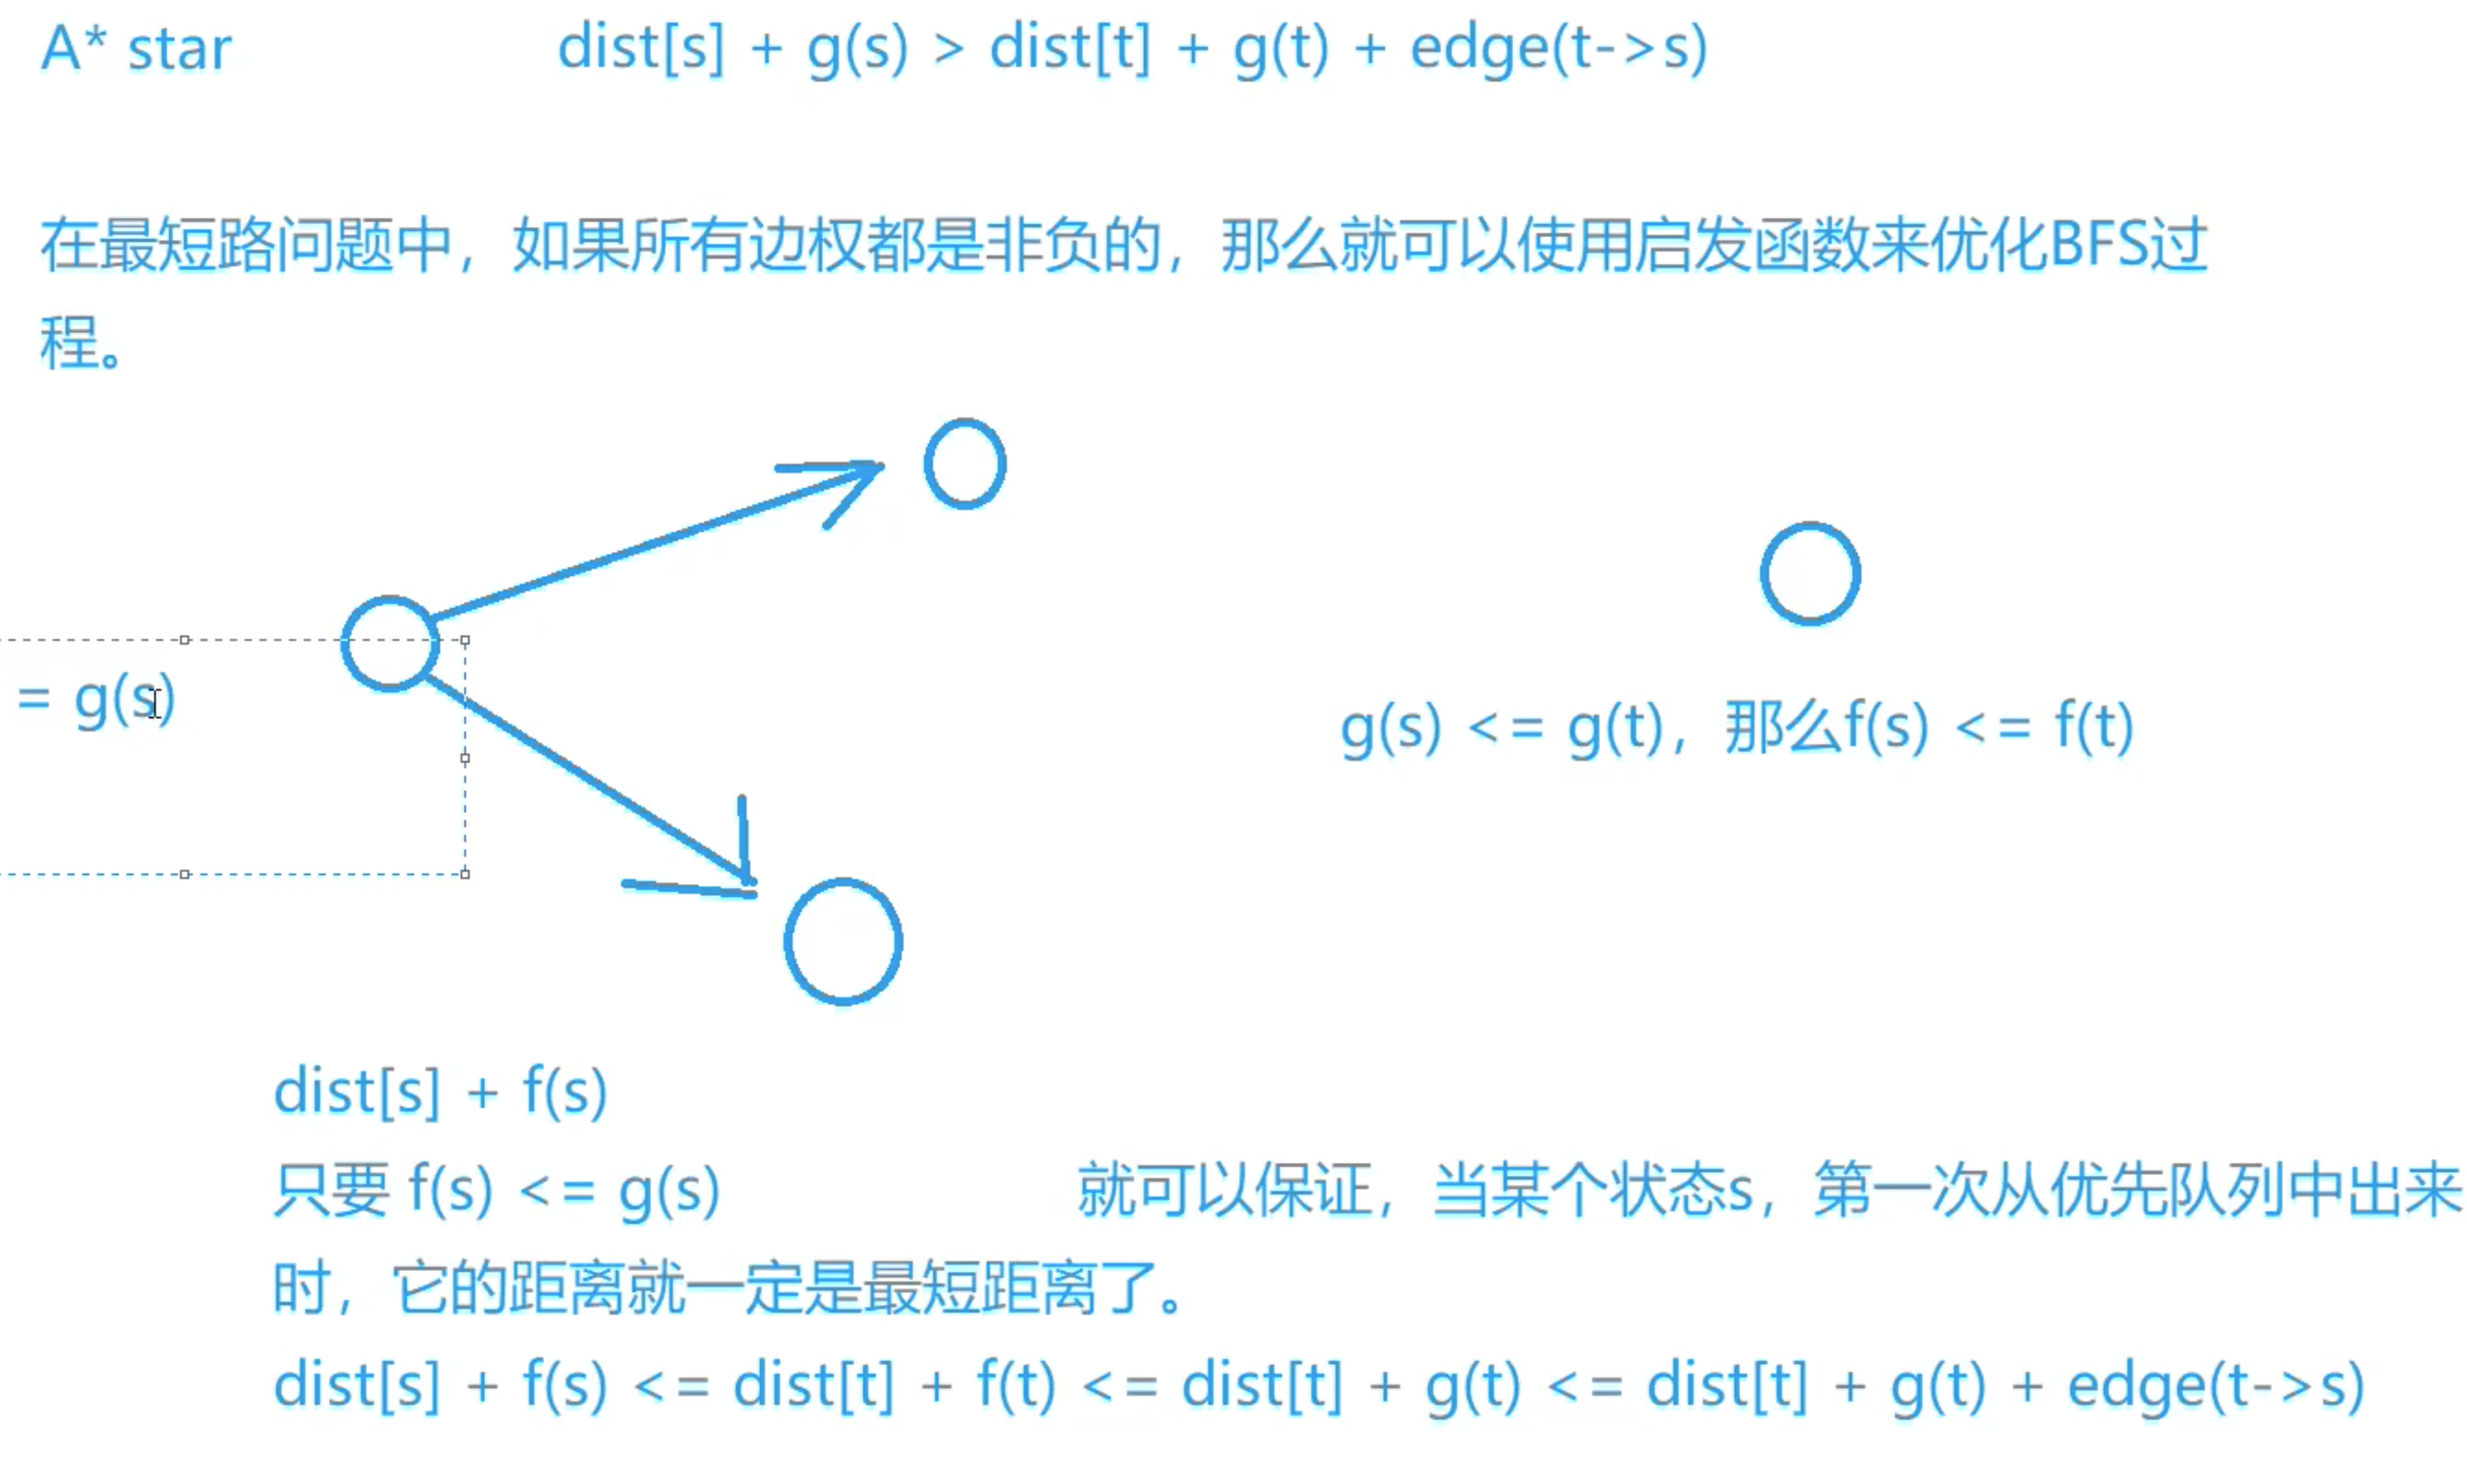 A* star
dist[s] + g(s) > dist[t] + g(t) + edge(t->s)
在最短路问题中，如果所有边权都是非负的，那么就可以使用启发函数来优化BFS过
程。
= g(s)
g(s) <= g(t)，那么f(s) <= f(t)
dist[s] + f(s)
只要 f(s) <= g(s) 就可以保证，当某个状态s，第一次从优先队列中出来
时，它的距离就一定是最短距离了。
dist[s] + f(s) <= dist[t] + f(t) <= dist[t] + g(t) <= dist[t] + g(t) + edge(t->s)